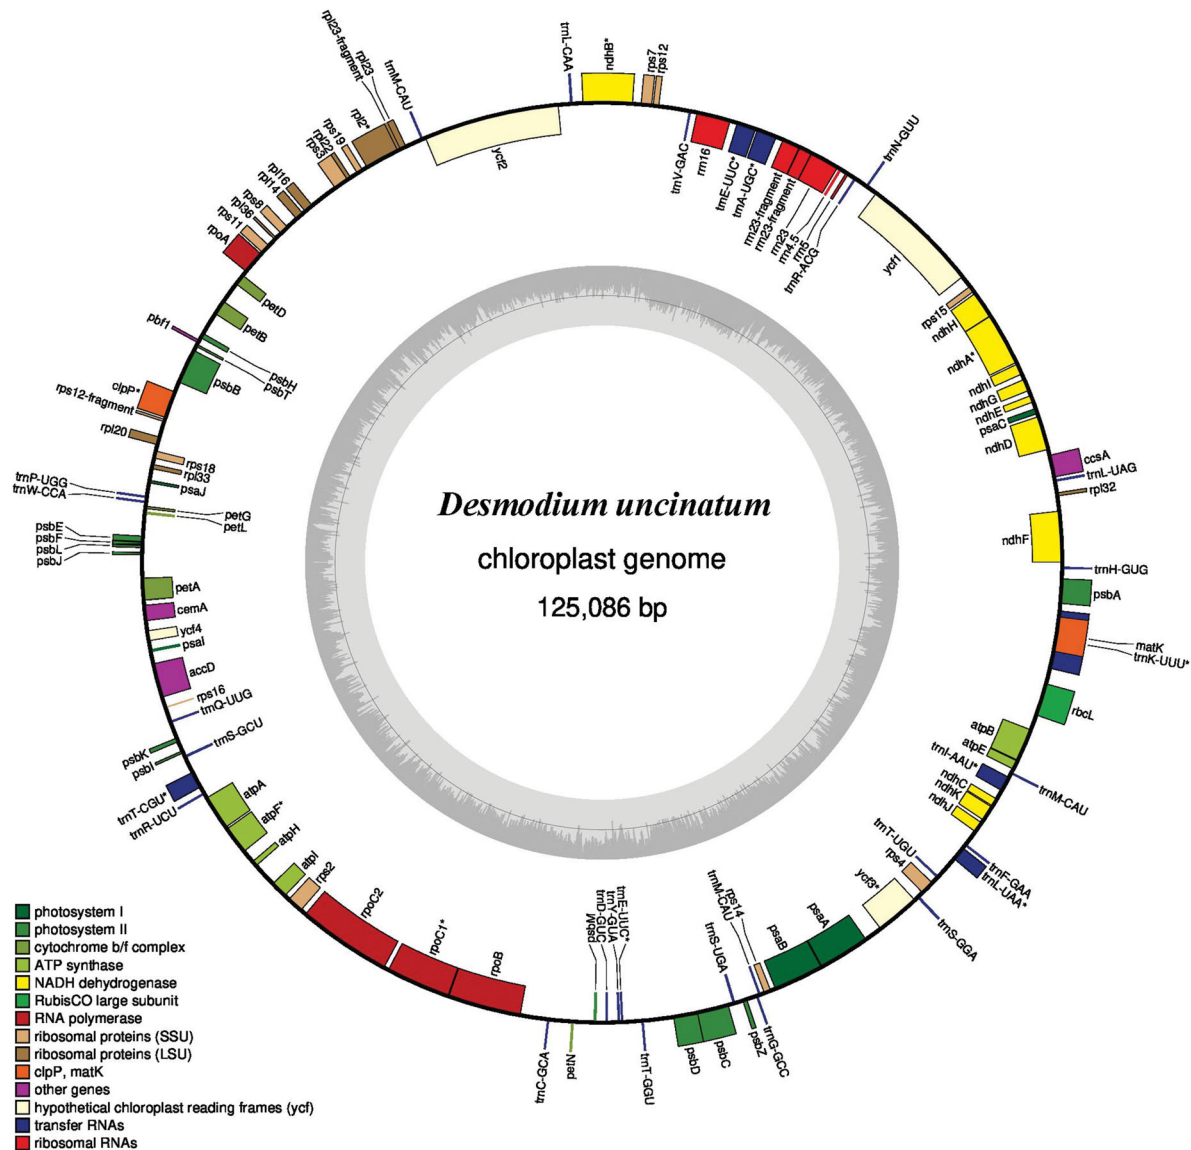 Desmodium uncinatum
chloroplast genome
125,086 bp
trnL-CAA
ndhB*
rps7
rps12
trnV-GAC
rrn16
trnE-UUC*
trnA-UGC*
rrn23-fragment
rrn23-fragment
rrn23
rrn4.5
rrn5
trnR-ACG
trnN-GUU
ycf1
rps15
ndhH
ndhA*
ndhI
ndhG
ndhE
psaC
ndhD
ccsA
trnL-UAG
rpl32
ndhF
trnH-GUG
psbA
matK
trnK-UUU*
rbcL
atpB
atpE
trnI-AAU*
trnM-CAU
ndhC
ndhK
ndhJ
trnF-GAA
trnL-UAA*
trnT-UGU
rps4
trnS-GGA
ycf3*
psaA
psaB
rps14
trnM-CAU
trnG-GCC
psbZ
trnS-UGA
psbC
psbD
trnT-GGU
trnE-UUC*
trnY-GUA
trnD-GUC
psbM
petN
trnC-GCA
rpoB
rpoC1*
rpoC2
rps2
atpI
atpH
atpF*
atpA
trnR-UCU
trnT-CGU*
psbI
psbK
trnS-GCU
trnQ-UUG
rps16
accD
psaI
ycf4
cemA
petA
psbJ
psbL
psbF
psbE
petL
petG
trnW-CCA
trnP-UGG
psaJ
rpl33
rps18
rpl20
rps12-fragment
clpP*
psbB
psbT
psbH
pbf1
petB
petD
rpoA
rps11
rpl36
rps8
rpl14
rpl16
rps3
rpl22
rps19
rpl2*
rpl23-fragment
rpl23
trnM-CAU
ycf2
photosystem I
photosystem II
cytochrome b/f complex
ATP synthase
NADH dehydrogenase
RubisCO large subunit
RNA polymerase
ribosomal proteins (SSU)
ribosomal proteins (LSU)
clpP, matK
other genes
hypothetical chloroplast reading frames (ycf)
transfer RNAs
ribosomal RNAs